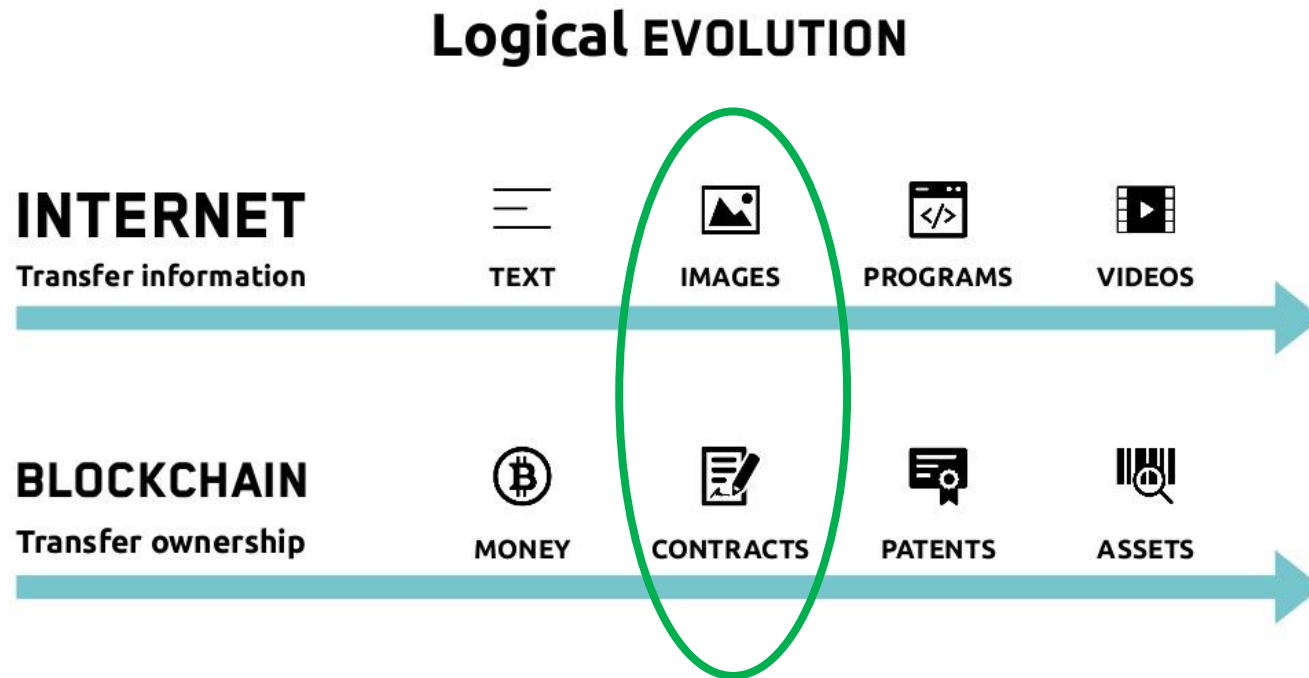 Logical EVOLUTION
INTERNET
Transfer information
TEXT
IMAGES
PROGRAMS
</>
VIDEOS
BLOCKCHAIN
Transfer ownership
MONEY
CONTRACTS
PATENTS
ASSETS